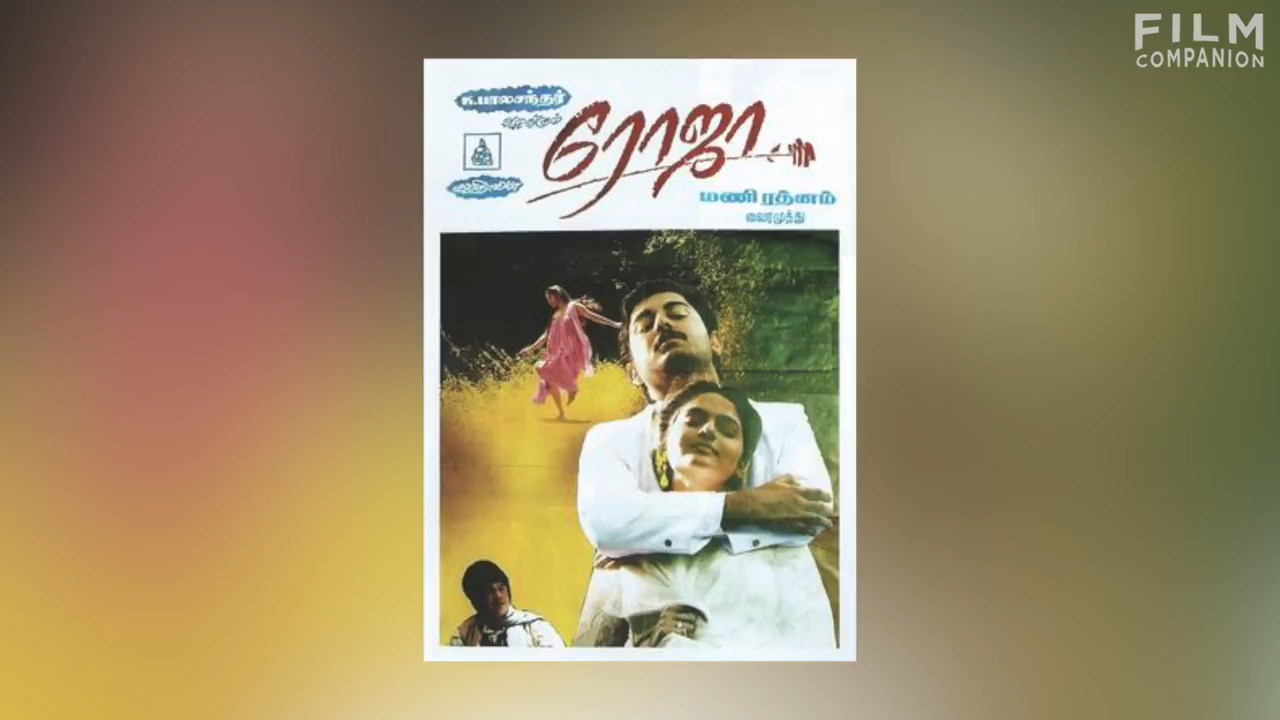 FILM
COMPANION
க.பாலசந்தர்
ரோஜா
மணி ரத்னம்
வைரமுத்து